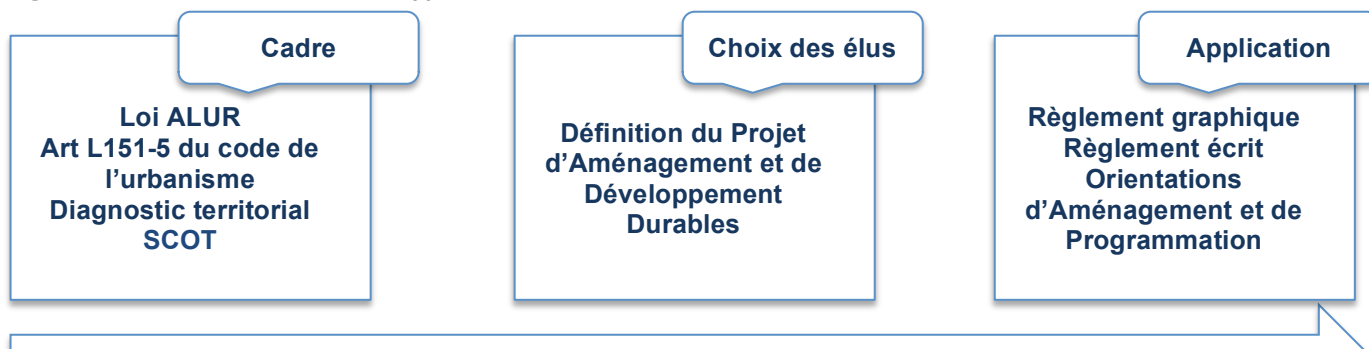 Cadre
Loi ALUR
Art L151-5 du code de
l’urbanisme
Diagnostic territorial
SCOT
Choix des élus
Définition du Projet
d’Aménagement et de
Développement
Durables
Application
Règlement graphique
Règlement écrit
Orientations
d’Aménagement et de
Programmation